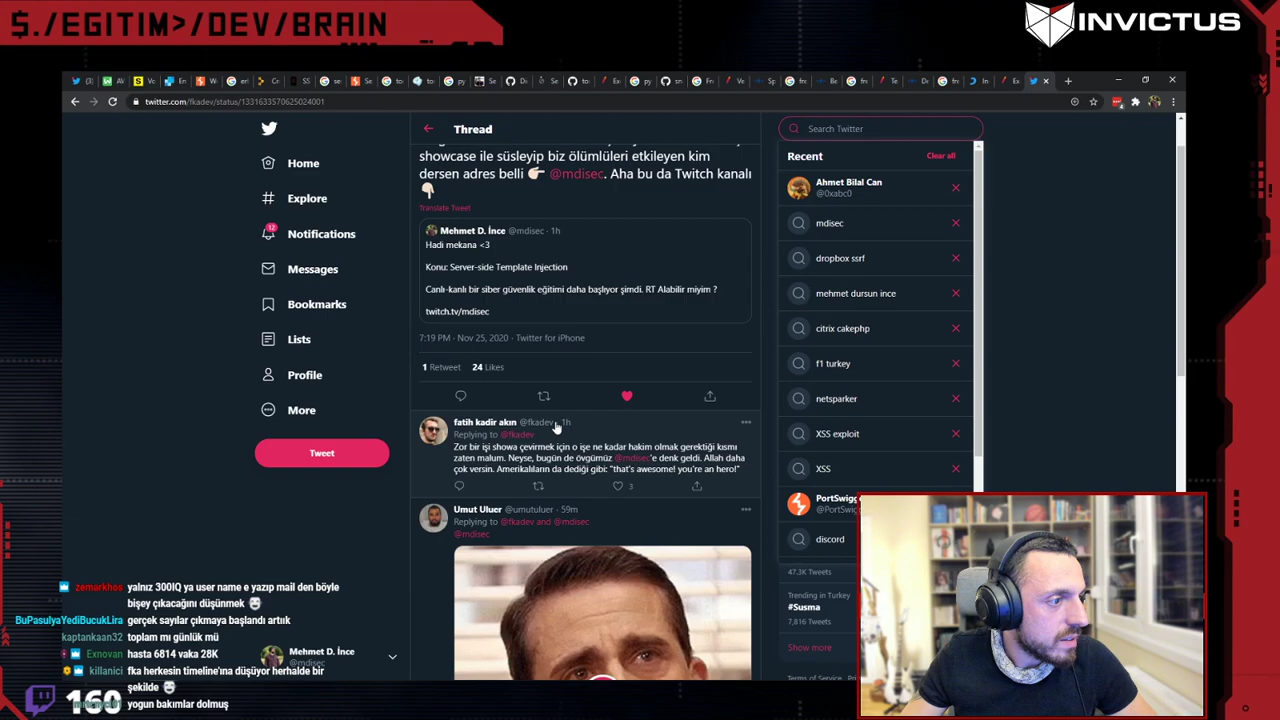 $./EGITIM>/DEV/BRAIN
INVICTUS
twitter.com/fkadev/status/1331633570625024001
Home
Explore
12
Notifications
Messages
Bookmarks
Lists
Profile
More
Tweet
Mehmet D. İnce
@mdisec
Thread
showcase ile süsleyip biz ölümlüleri etkileyen kim
dersen adres belli 👉🏻 @mdisec. Aha bu da Twitch kanalı
👇🏻
Translate Tweet
Mehmet D. İnce @mdisec · 1h
Hadi mekana <3
Konu: Server-side Template Injection
Canlı-kanlı bir siber güvenlik eğitimi daha başlıyor şimdi. RT Alabilir miyim ?
twitch.tv/mdisec
7:19 PM · Nov 25, 2020 · Twitter for iPhone
1 Retweet 24 Likes
fatih kadir akın @fkadev · 1h
Replying to @fkadev
Zor bir işi showa çevirmek için o işe ne kadar hakim olmak gerektiği kısmı
zaten malum. Neyse, bugün de övgümüz @mdisec'e denk geldi. Allah daha
çok versin. Amerikalıların da dediği gibi: "that's awesome! you're an hero!"
3
Umut Uluer @umutuluer · 59m
Replying to @fkadev and @mdisec
@mdisec
Search Twitter
Recent
Clear all
Ahmet Bilal Can
@0xabc0
mdisec
dropbox ssrf
mehmet dursun ince
citrix cakephp
f1 turkey
netsparker
XSS exploit
XSS
PortSwigg
@PortSwig
discord
47.3K Tweets
Trending in Turkey
#Susma
7,816 Tweets
Show more
Terms of Service
zemarkhos yalnız 300IQ ya user name e yazıp mail den böyle
bişey çıkacağını düşünmek
BuPasulyaYediBucukLira gerçek sayılar çıkmaya başlandı artıık
kaptankaan32 toplam mı günlük mü
Exnovan hasta 6814 vaka 28K
killanici fka herkesin timeline'ına düşüyor herhalde bir
şekilde
yogun bakımlar dolmuş
160